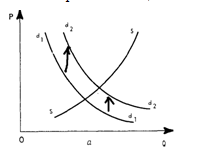 P
d₁ d₂ S
S d₂
d₁
O a Q